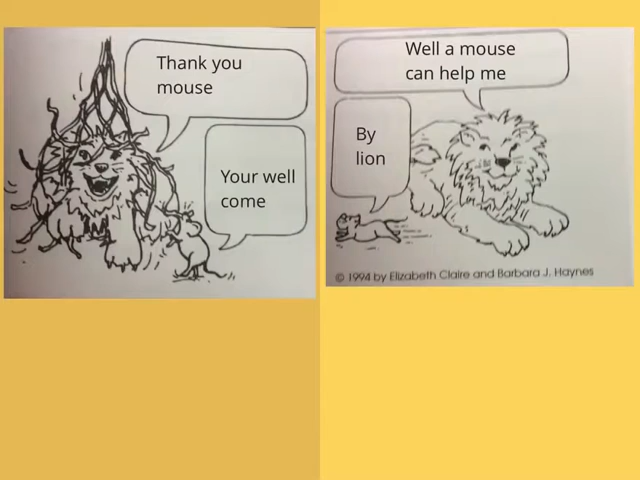 Thank you
mouse
Your well
come
Well a mouse
can help me
By
lion
© 1994 by Elizabeth Claire and Barbara J. Haynes